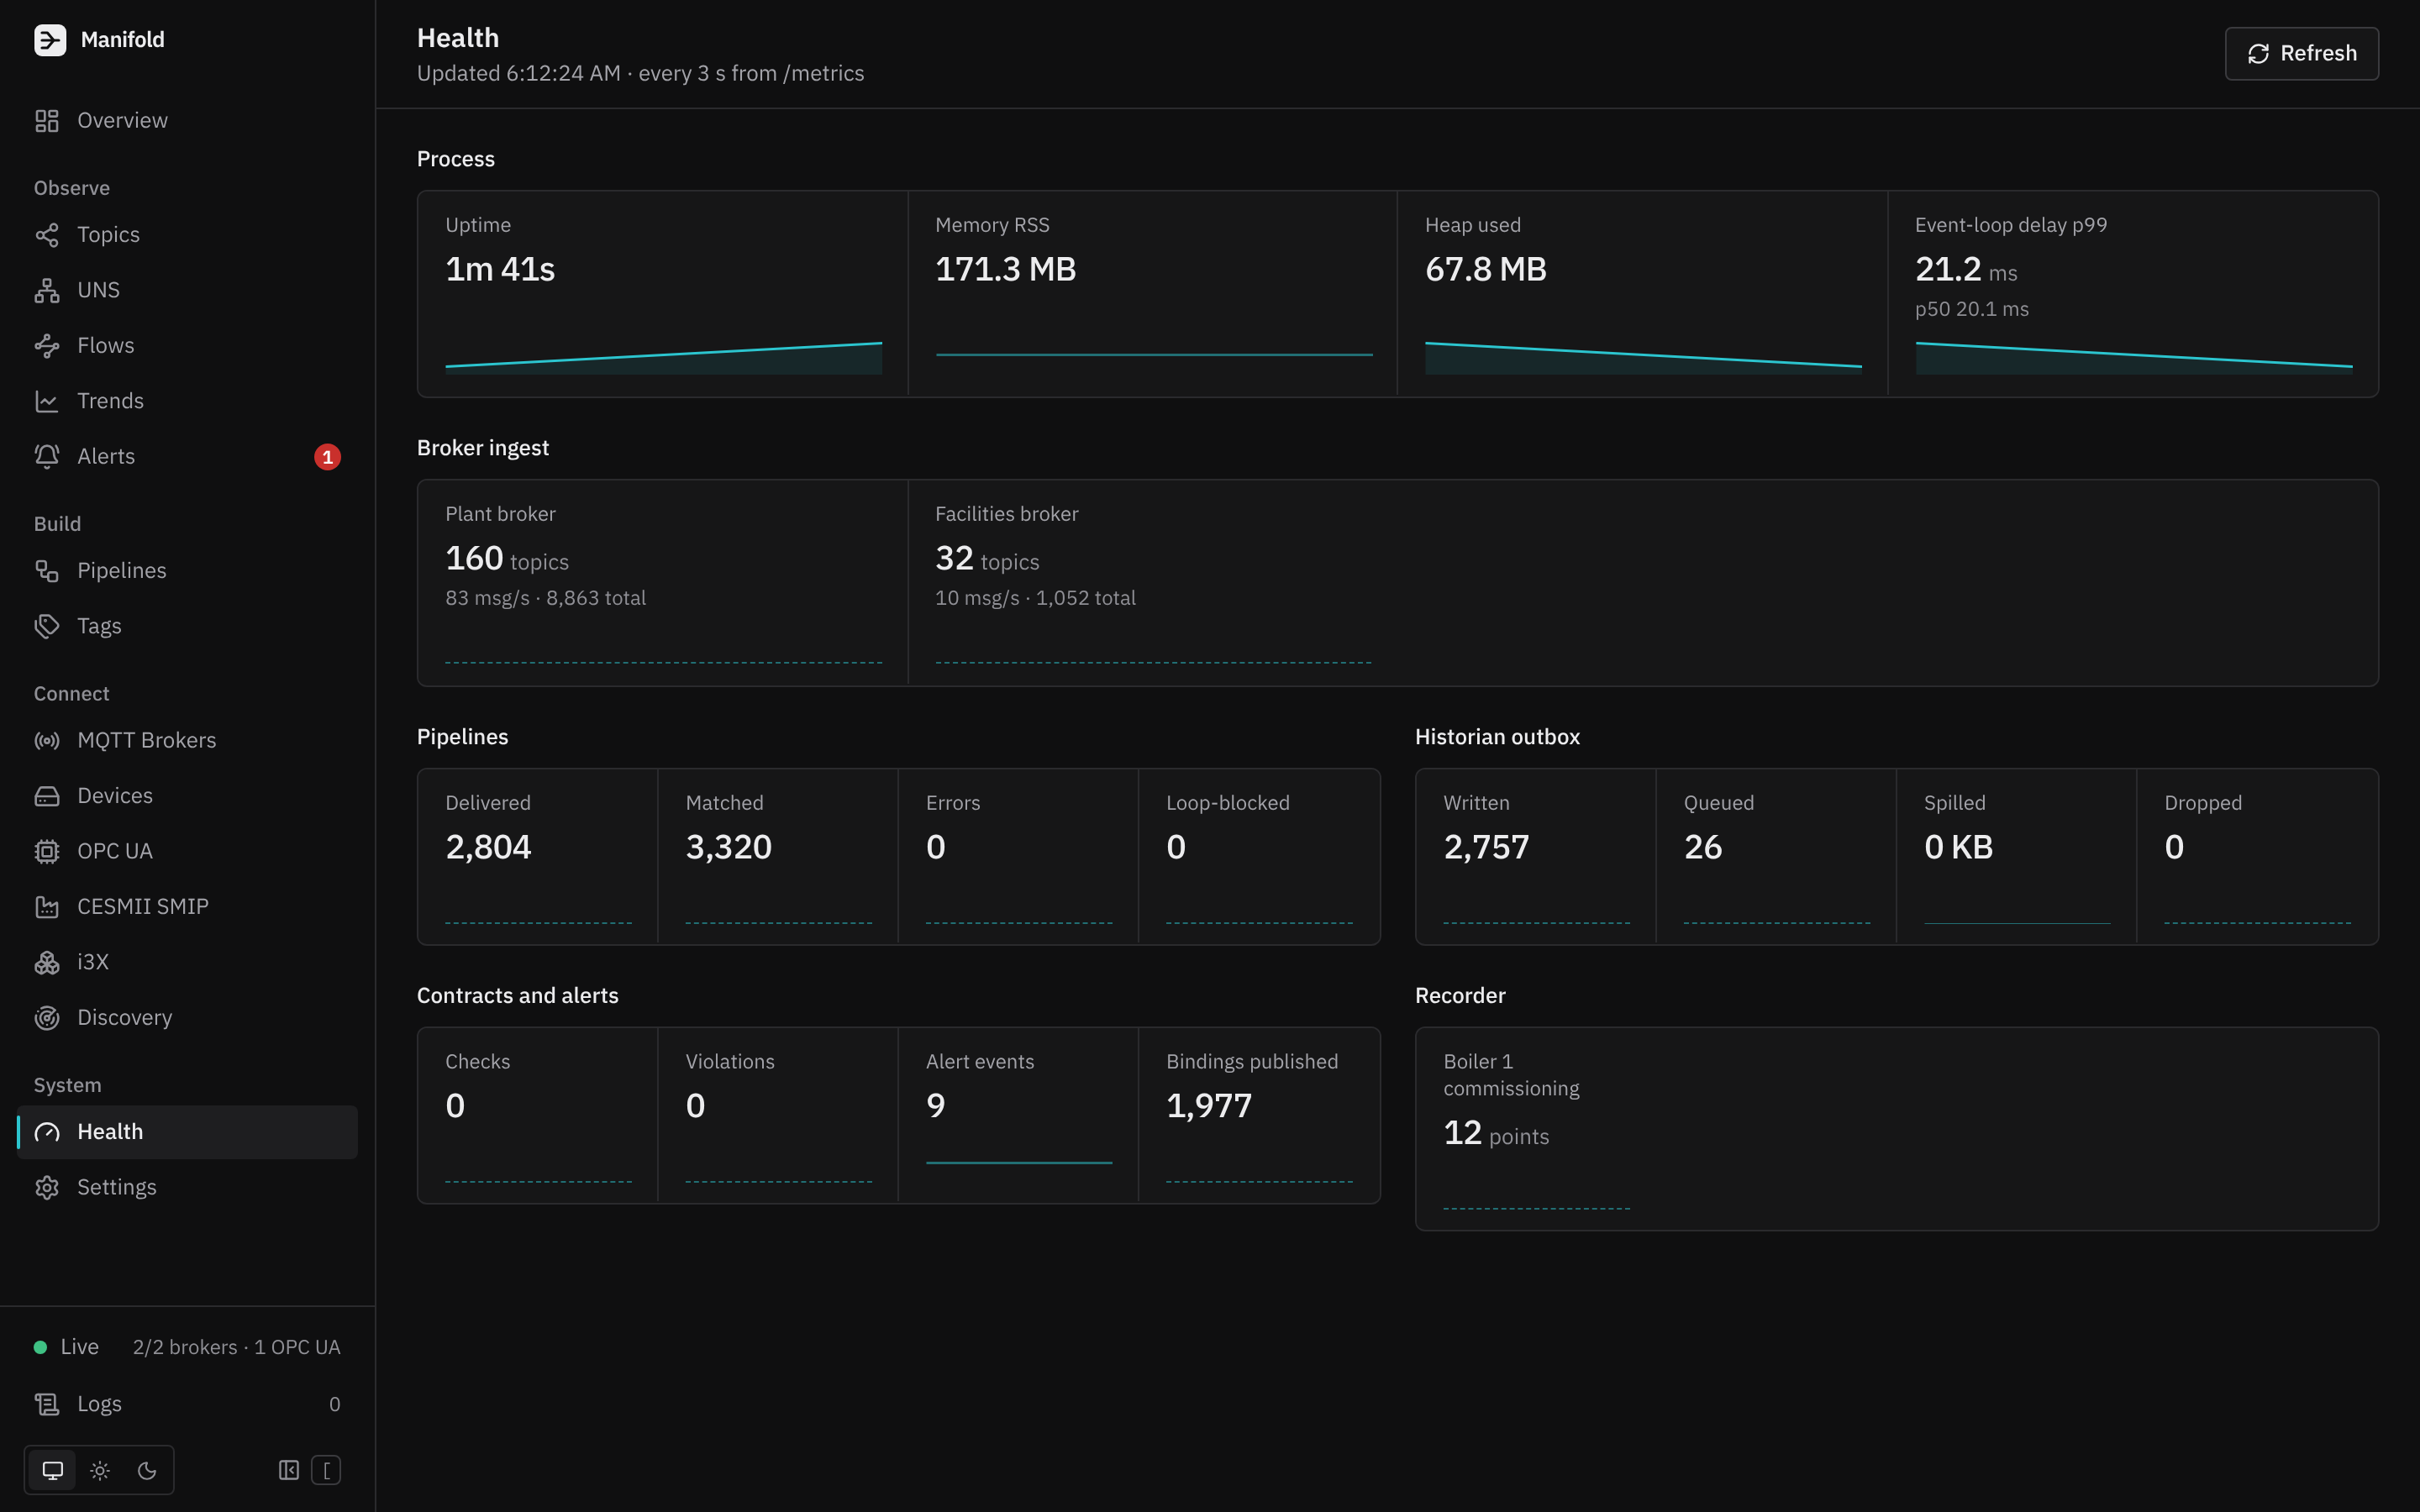 Manifold
Overview
Observe
Topics
UNS
Flows
Trends
Alerts 1
Build
Pipelines
Tags
Connect
MQTT Brokers
Devices
OPC UA
CESMII SMIP
i3X
Discovery
System
Health
Settings
Live 2/2 brokers · 1 OPC UA
Logs 0
[
Health
Updated 6:12:24 AM · every 3 s from /metrics
Refresh
Process
Uptime
1m 41s
Memory RSS
171.3 MB
Heap used
67.8 MB
Event-loop delay p99
21.2 ms
p50 20.1 ms
Broker ingest
Plant broker
160 topics
83 msg/s · 8,863 total
Facilities broker
32 topics
10 msg/s · 1,052 total
Pipelines
Delivered
2,804
Matched
3,320
Errors
0
Loop-blocked
0
Historian outbox
Written
2,757
Queued
26
Spilled
0 KB
Dropped
0
Contracts and alerts
Checks
0
Violations
0
Alert events
9
Bindings published
1,977
Recorder
Boiler 1
commissioning
12 points